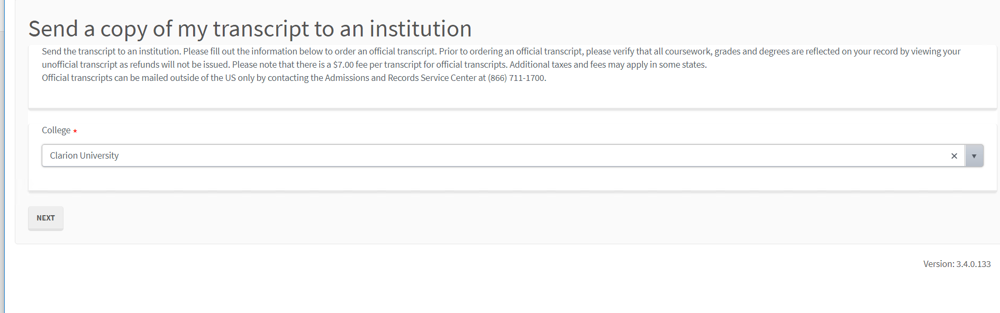 Send a copy of my transcript to an institution
Send the transcript to an institution. Please fill out the information below to order an official transcript. Prior to ordering an official transcript, please verify that all coursework, grades and degrees are reflected on your record by viewing your
unofficial transcript as refunds will not be issued. Please note that there is a $7.00 fee per transcript for official transcripts. Additional taxes and fees may apply in some states.
Official transcripts can be mailed outside of the US only by contacting the Admissions and Records Service Center at (866) 711-1700.
College *
Clarion University
NEXT
Version: 3.4.0.133